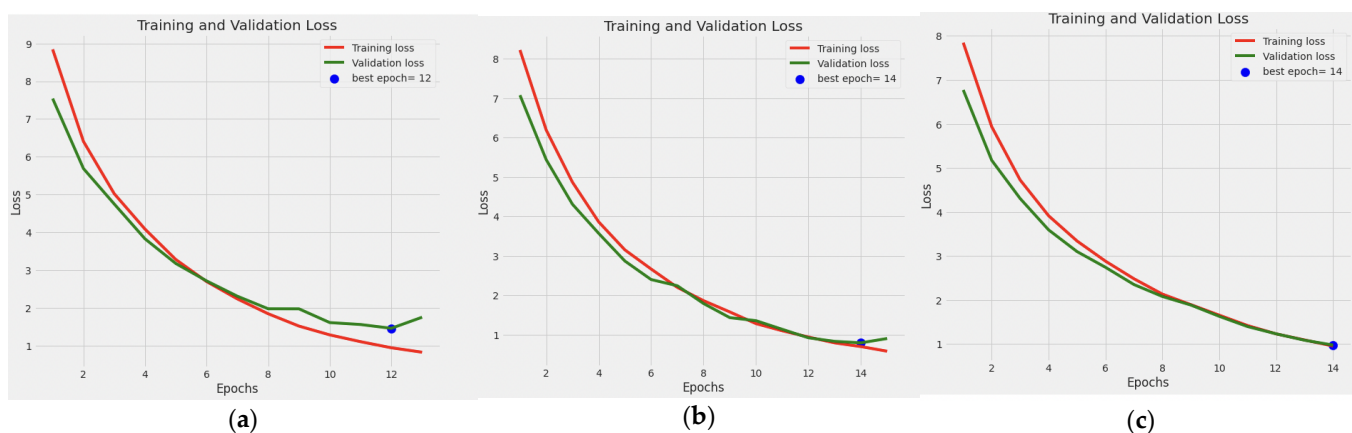 Training and Validation Loss
Training loss
Validation loss
best epoch= 12
Loss
9
8
7
6
5
4
3
2
1
2
4
6
8
10
12
Epochs
(a)
Training and Validation Loss
Training loss
Validation loss
best epoch= 14
Loss
8
7
6
5
4
3
2
1
2
4
6
8
10
12
14
Epochs
(b)
Training and Validation Loss
Training loss
Validation loss
best epoch= 14
Loss
8
7
6
5
4
3
2
1
2
4
6
8
10
12
14
Epochs
(c)